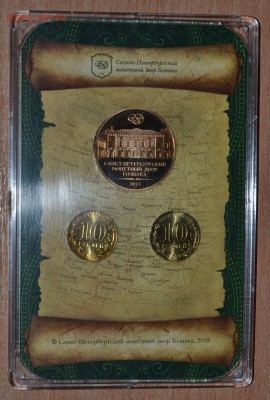 Санкт-Петербургский
монетный двор Гознака
САНКТ-ПЕТЕРБУРГСКИЙ
МОНЕТНЫЙ ДВОР
ГОЗНАКА
2013
10
10
© Санкт-Петербургский монетный двор Гознака, 2013